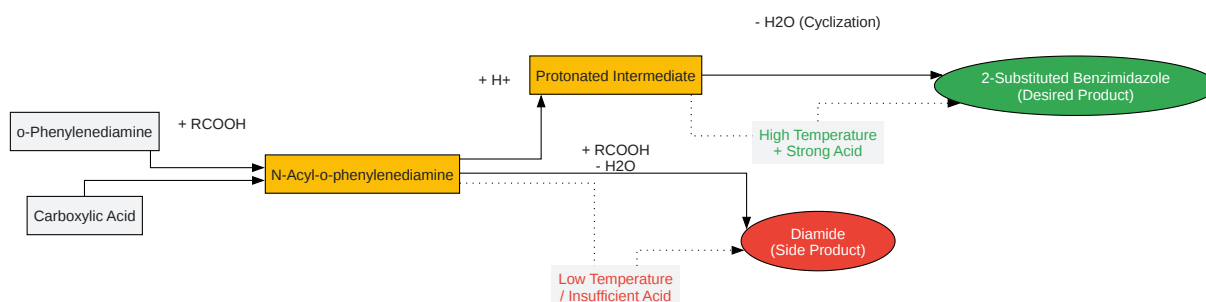 - H2O (Cyclization)
+ H+
Protonated Intermediate
2-Substituted Benzimidazole
(Desired Product)
o-Phenylenediamine
+ RCOOH
High Temperature
+ Strong Acid
+ RCOOH
- H2O
N-Acyl-o-phenylenediamine
Carboxylic Acid
Diamide
(Side Product)
Low Temperature
/ Insufficient Acid